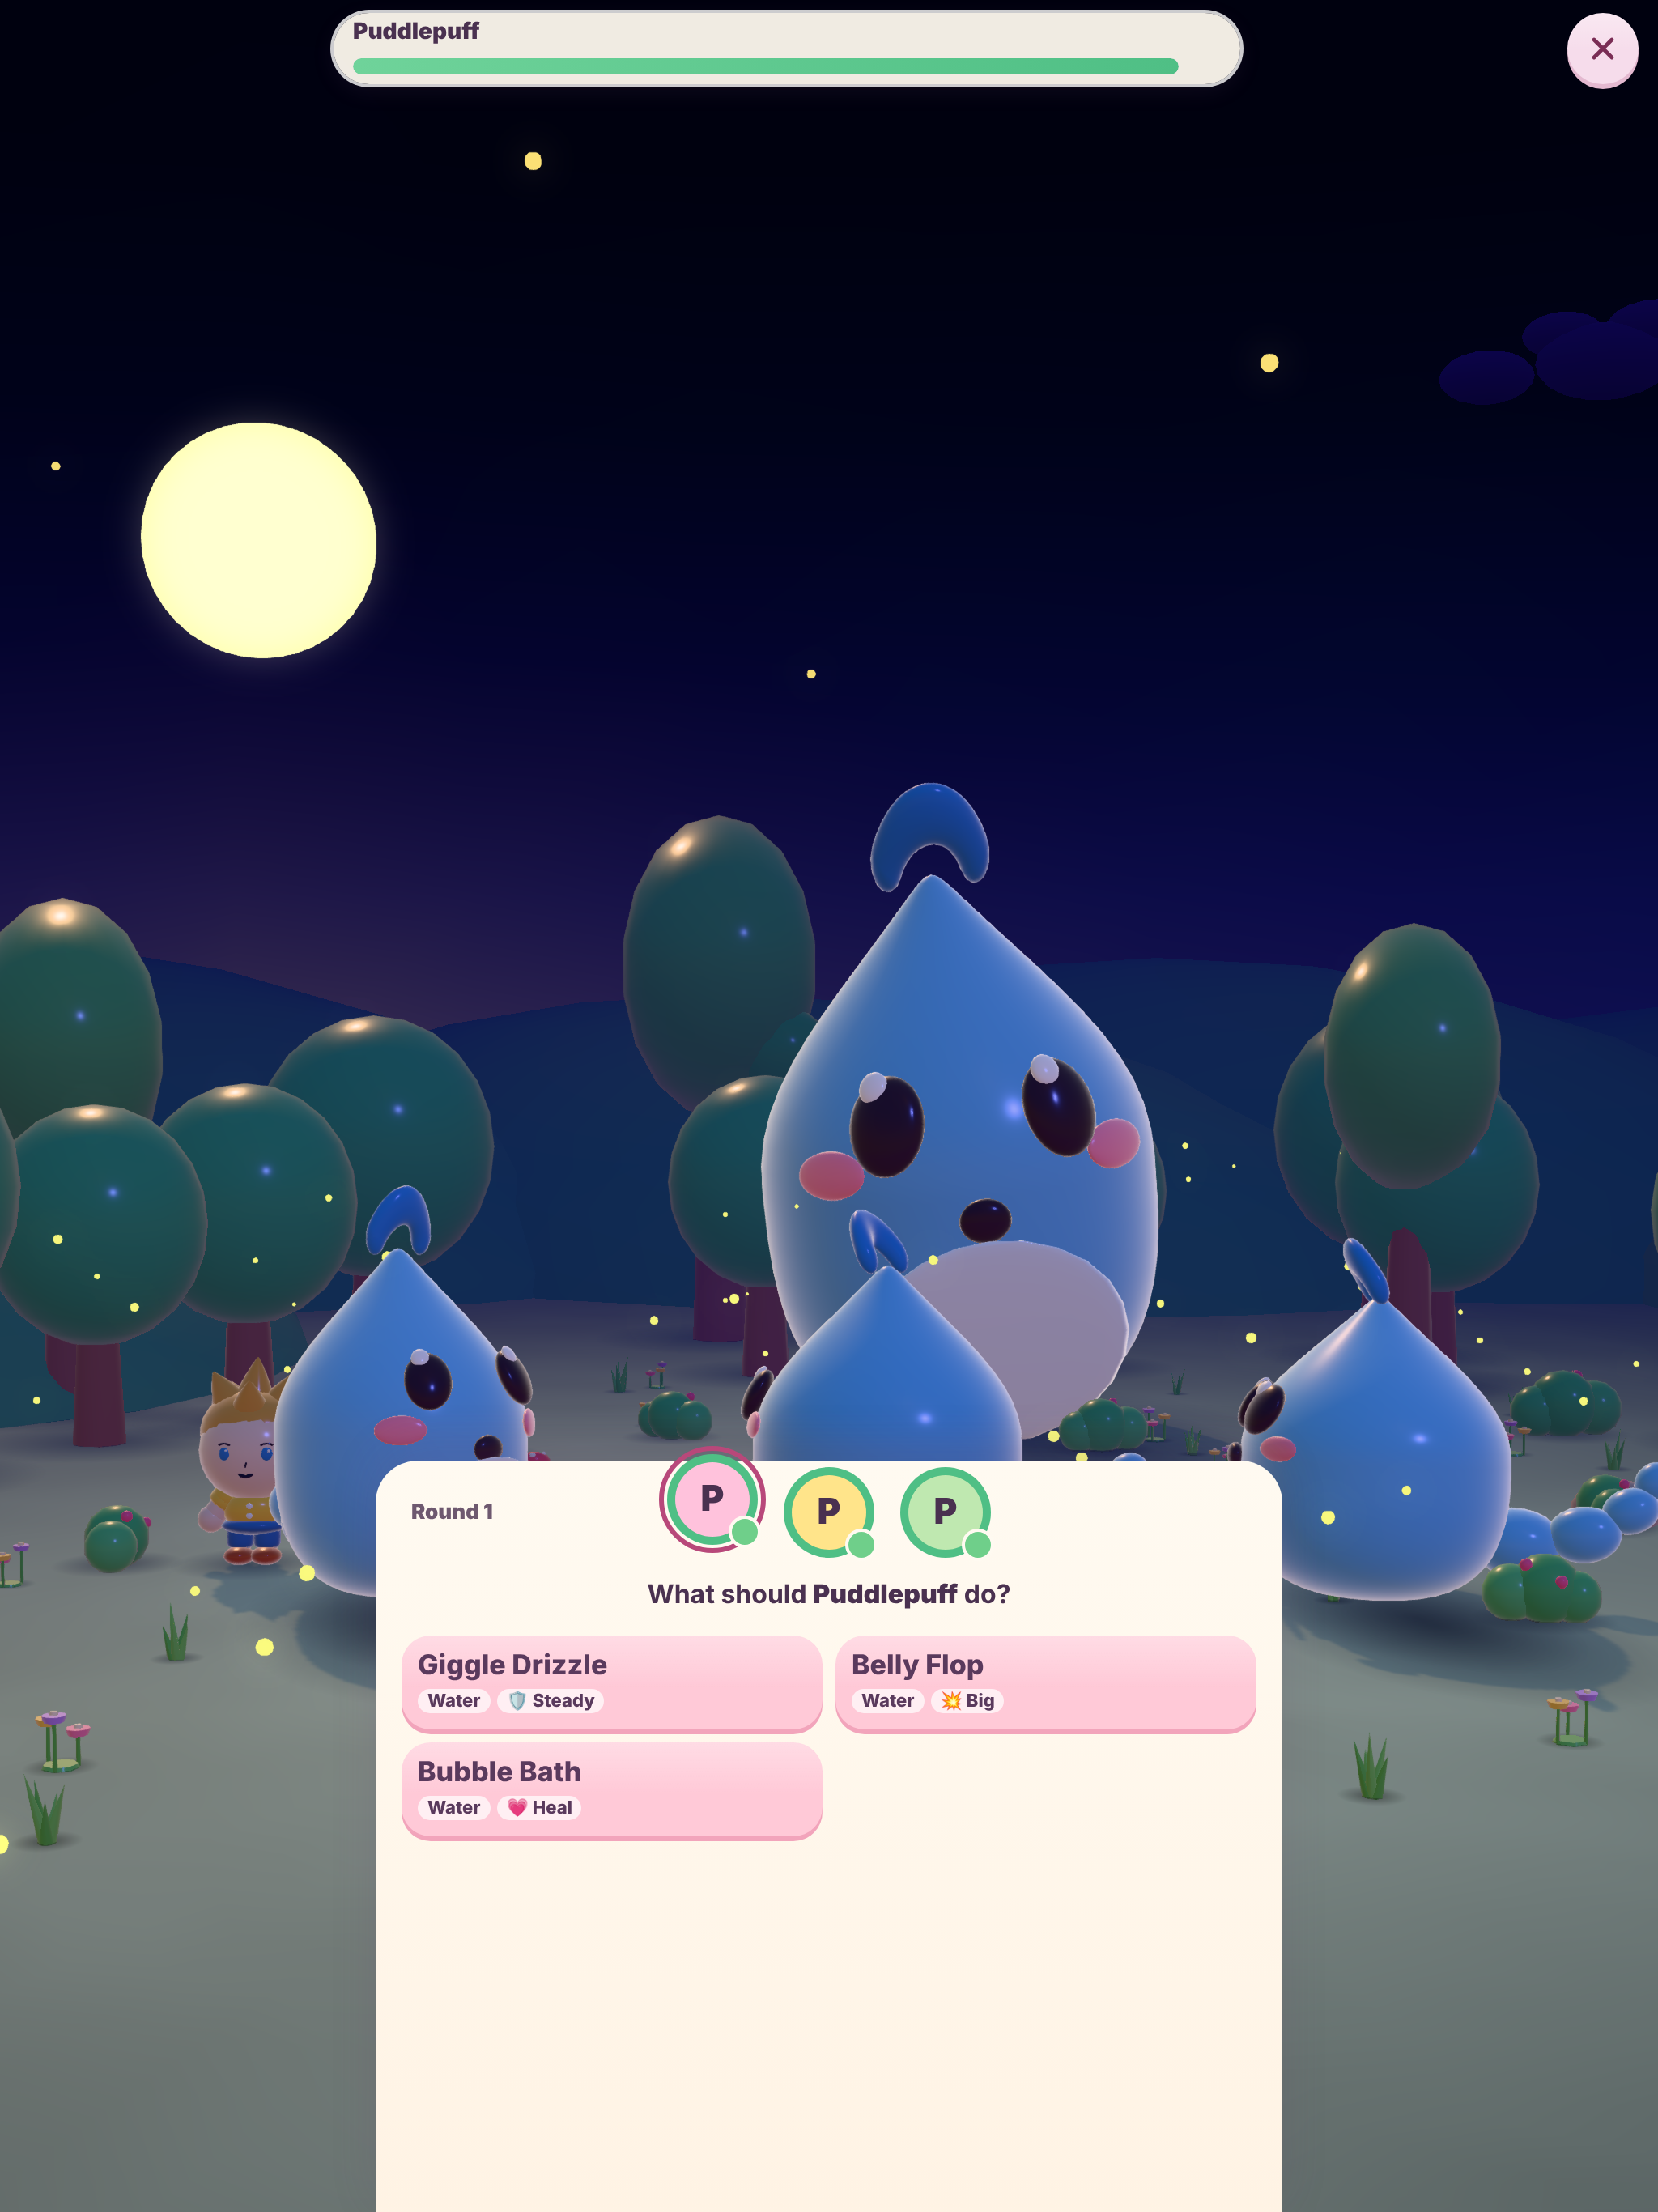 Puddlepuff
Round 1
P
P
P
What should Puddlepuff do?
Giggle Drizzle
Water 🛡️ Steady
Belly Flop
Water 💥 Big
Bubble Bath
Water 💗 Heal